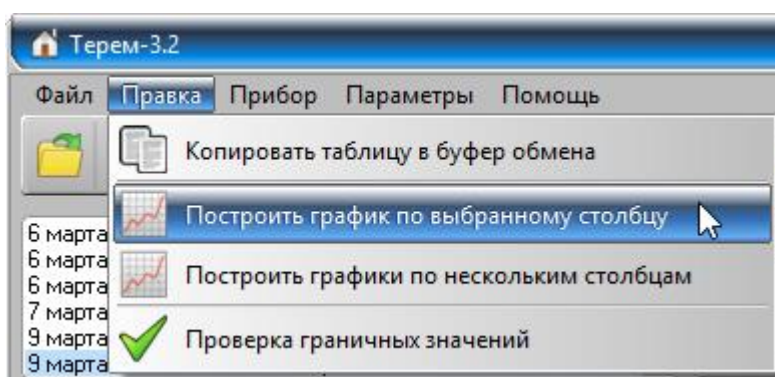 Терем-3.2
Файл Правка Прибор Параметры Помощь
Копировать таблицу в буфер обмена
Построить график по выбранному столбцу
6 марта
6 марта
Построить графики по нескольким столбцам
6 марта
7 марта
9 марта
Проверка граничных значений
9 марта